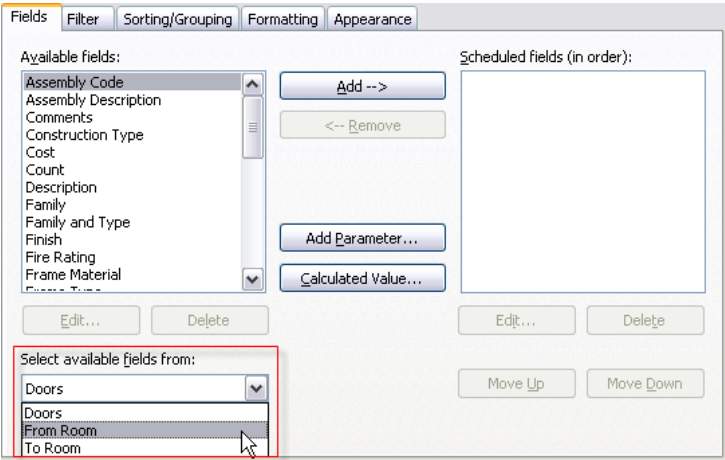 Fields Filter Sorting/Grouping Formatting Appearance
Available fields:
Assembly Code
Assembly Description
Comments
Construction Type
Cost
Count
Description
Family
Family and Type
Finish
Fire Rating
Frame Material
Frame Type
Edit... Delete
Add -->
<-- Remove
Add Parameter...
Calculated Value...
Scheduled fields (in order):
Edit... Delete
Move Up Move Down
Select available fields from:
Doors
Doors
From Room
To Room